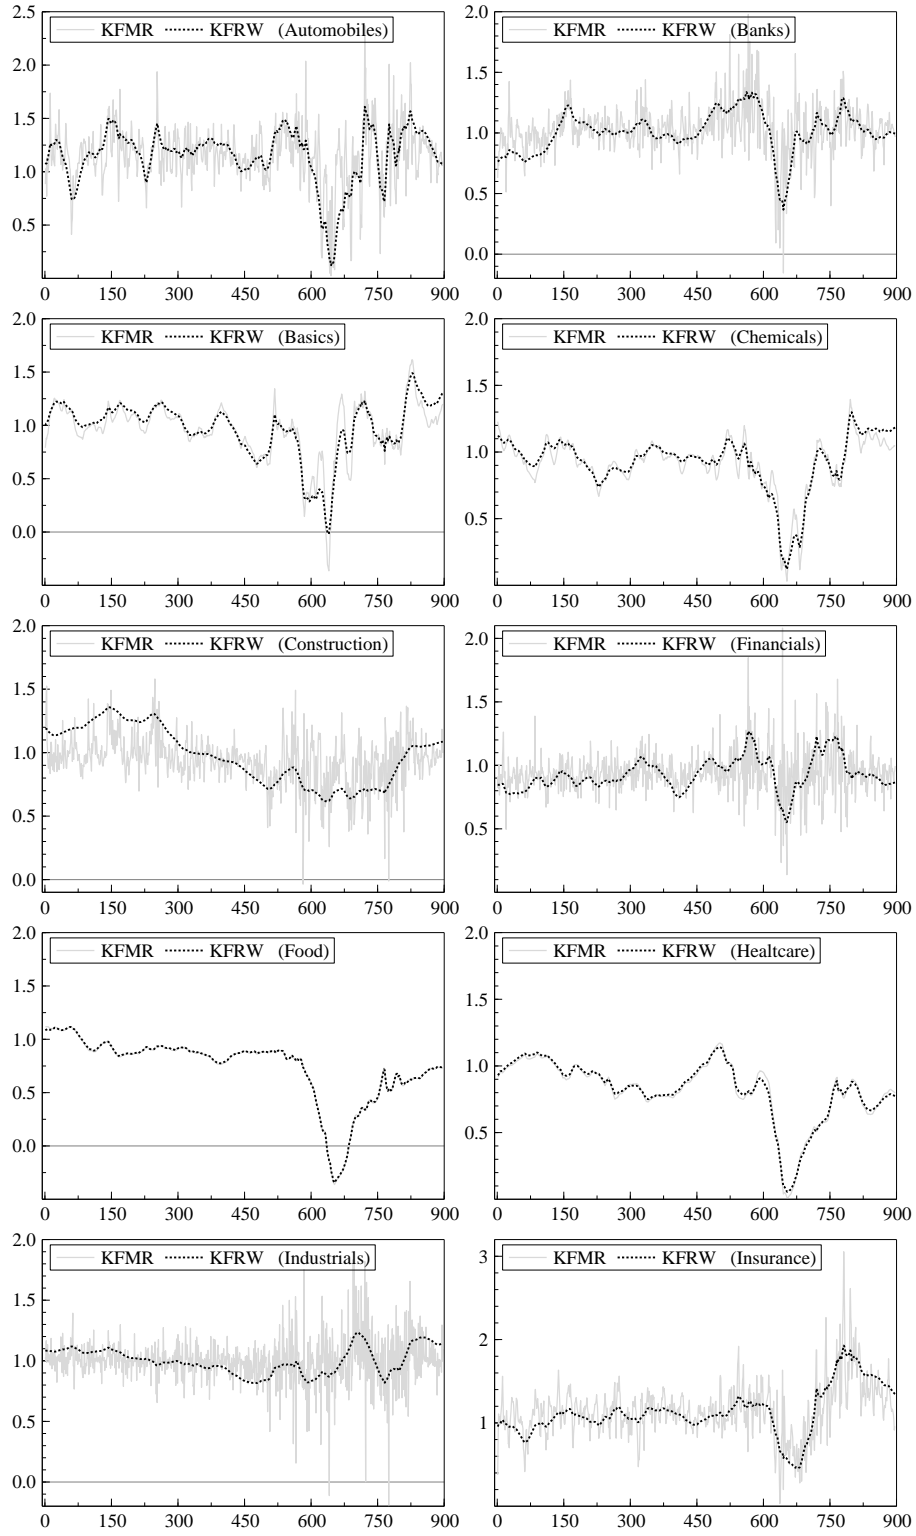 2.5
KFMR KFRW (Automobiles)
2.0
1.5
1.0
0.5
0 150 300 450 600 750 900
2.0
KFMR KFRW (Banks)
1.5
1.0
0.5
0.0
0 150 300 450 600 750 900
2.0
KFMR KFRW (Basics)
1.5
1.0
0.5
0.0
0 150 300 450 600 750 900
2.0
KFMR KFRW (Chemicals)
1.5
1.0
0.5
0 150 300 450 600 750 900
2.0
KFMR KFRW (Construction)
1.5
1.0
0.5
0.0
0 150 300 450 600 750 900
2.0
KFMR KFRW (Financials)
1.5
1.0
0.5
0 150 300 450 600 750 900
2.0
KFMR KFRW (Food)
1.5
1.0
0.5
0.0
0 150 300 450 600 750 900
2.0
KFMR KFRW (Healtcare)
1.5
1.0
0.5
0 150 300 450 600 750 900
2.0
KFMR KFRW (Industrials)
1.5
1.0
0.5
0.0
0 150 300 450 600 750 900
3
KFMR KFRW (Insurance)
2
1
0 150 300 450 600 750 900